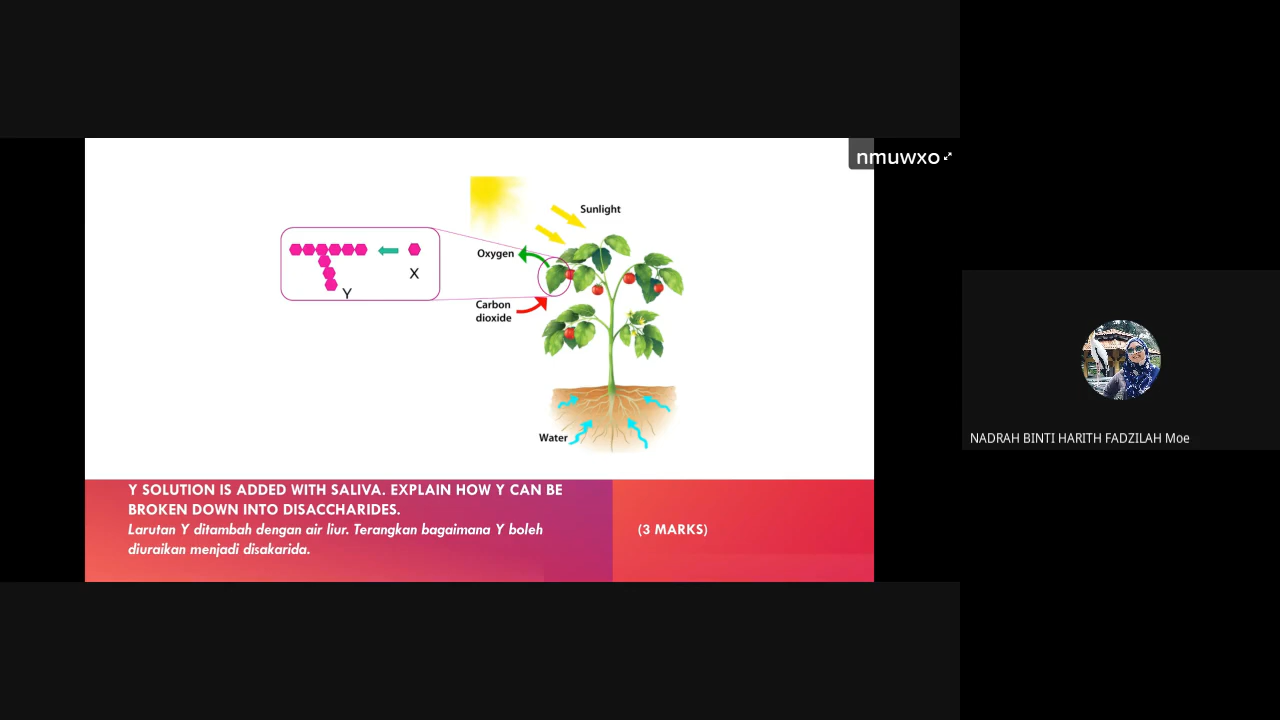 nmuwxo
Sunlight
Oxygen
X
Y
Carbon
dioxide
Water
NADRAH BINTI HARITH FADZILAH Moe
Y SOLUTION IS ADDED WITH SALIVA. EXPLAIN HOW Y CAN BE
BROKEN DOWN INTO DISACCHARIDES.
Larutan Y ditambah dengan air liur. Terangkan bagaimana Y boleh
diuraikan menjadi disakarida.
(3 MARKS)